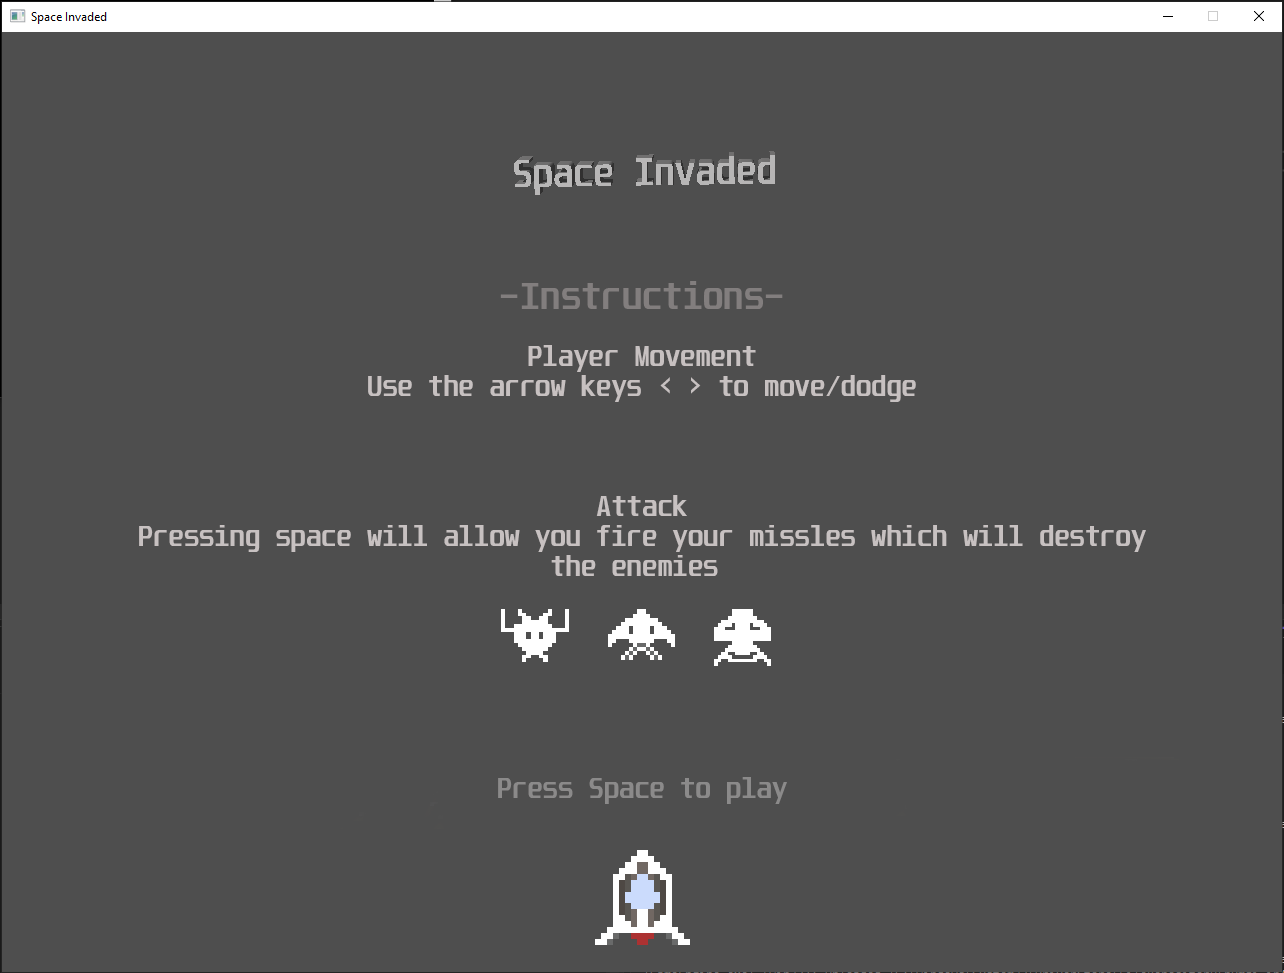 Space Invaded
Space Invaded
-Instructions-
Player Movement
Use the arrow keys < > to move/dodge
Attack
Pressing space will allow you fire your missles which will destroy
the enemies
Press Space to play